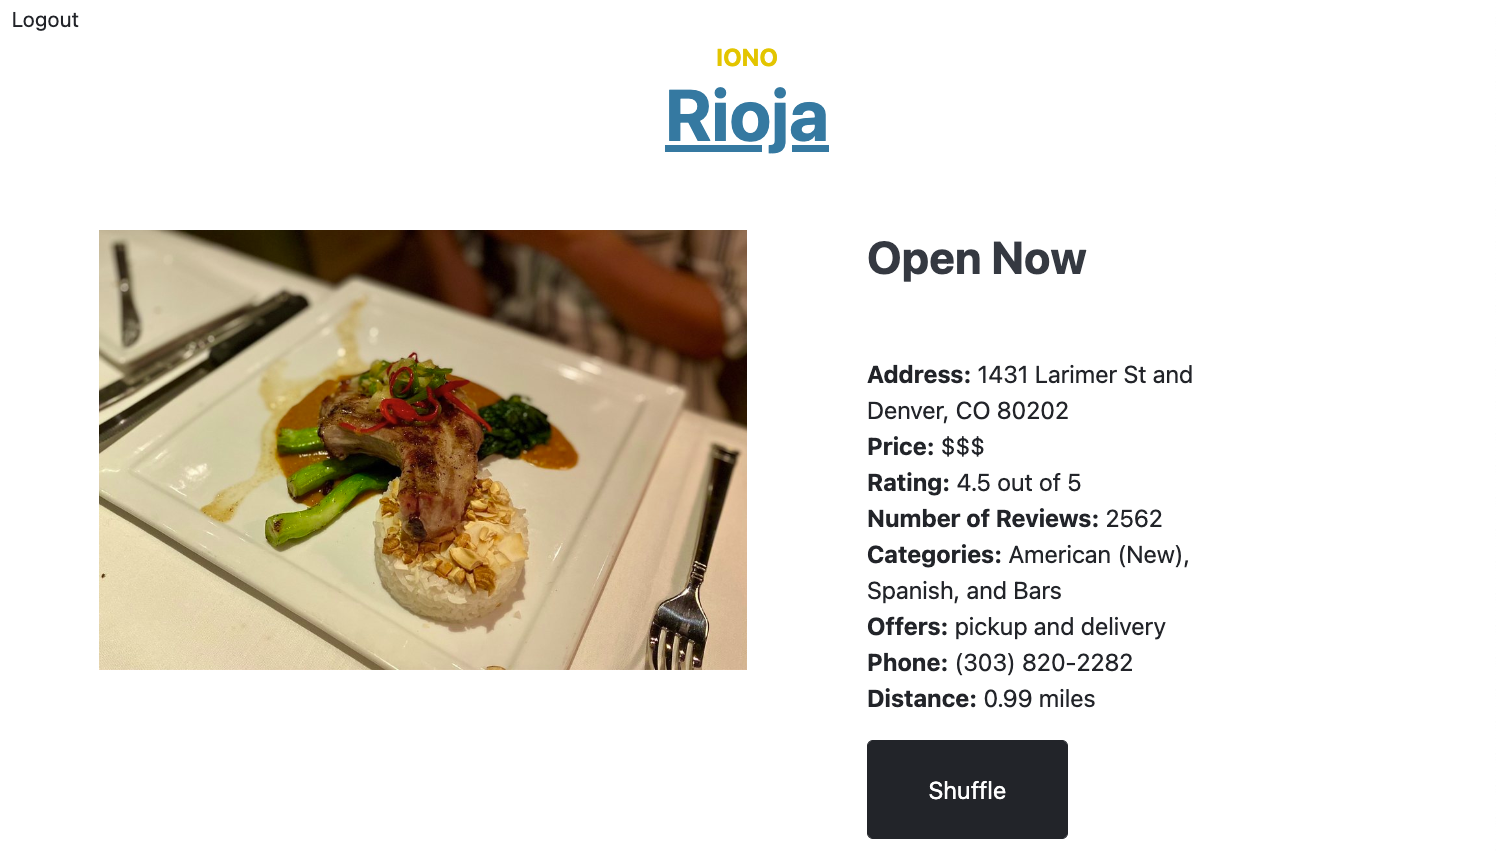 Logout
IONO
Rioja
Open Now
Address: 1431 Larimer St and
Denver, CO 80202
Price: $$$
Rating: 4.5 out of 5
Number of Reviews: 2562
Categories: American (New),
Spanish, and Bars
Offers: pickup and delivery
Phone: (303) 820-2282
Distance: 0.99 miles
Shuffle